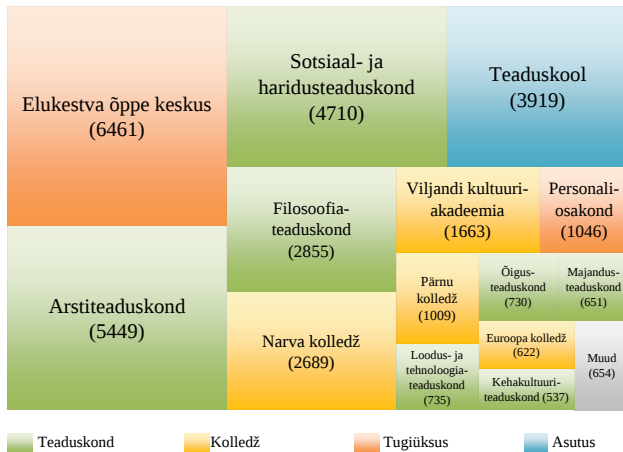 Elukestva õppe keskus
(6461)
Sotsiaal- ja
haridusteaduskond
(4710)
Teaduskool
(3919)
Filosoofia-
teaduskond
(2855)
Viljandi kultuuri-
akadeemia
(1663)
Personali-
osakond
(1046)
Arstiteaduskond
(5449)
Narva kolledž
(2689)
Pärnu
kolledž
(1009)
Õigus-
teaduskond
(730)
Majandus-
teaduskond
(651)
Loodus- ja
tehnoloogia-
teaduskond
(735)
Euroopa kolledž
(622)
Kehakultuuri-
teaduskond (537)
Muud
(654)
Teaduskond
Kolledž
Tugiüksus
Asutus